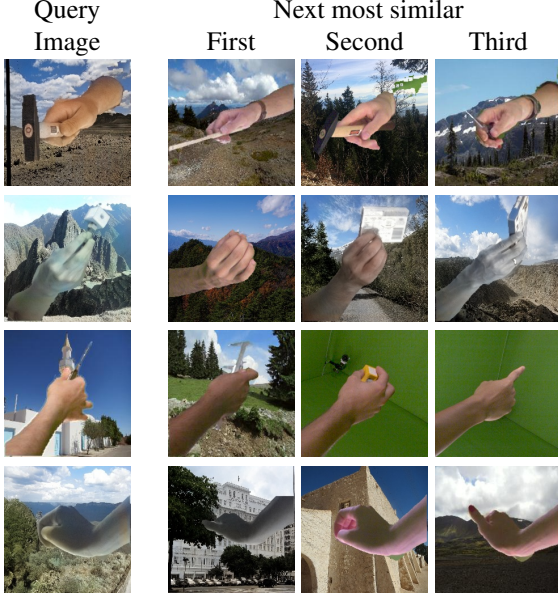 Query
Next most similar
Image
First
Second
Third